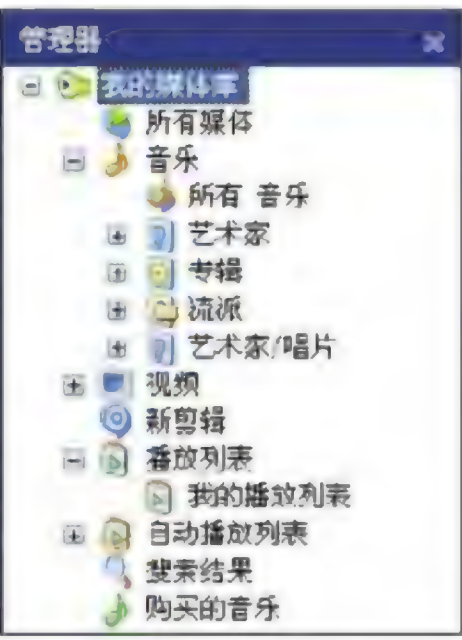 管理器
我的媒体库
所有媒体
音乐
所有 音乐
艺术家
专辑
流派
艺术家/唱片
视频
新剪辑
播放列表
我的播放列表
自动播放列表
搜索结果
购买的音乐